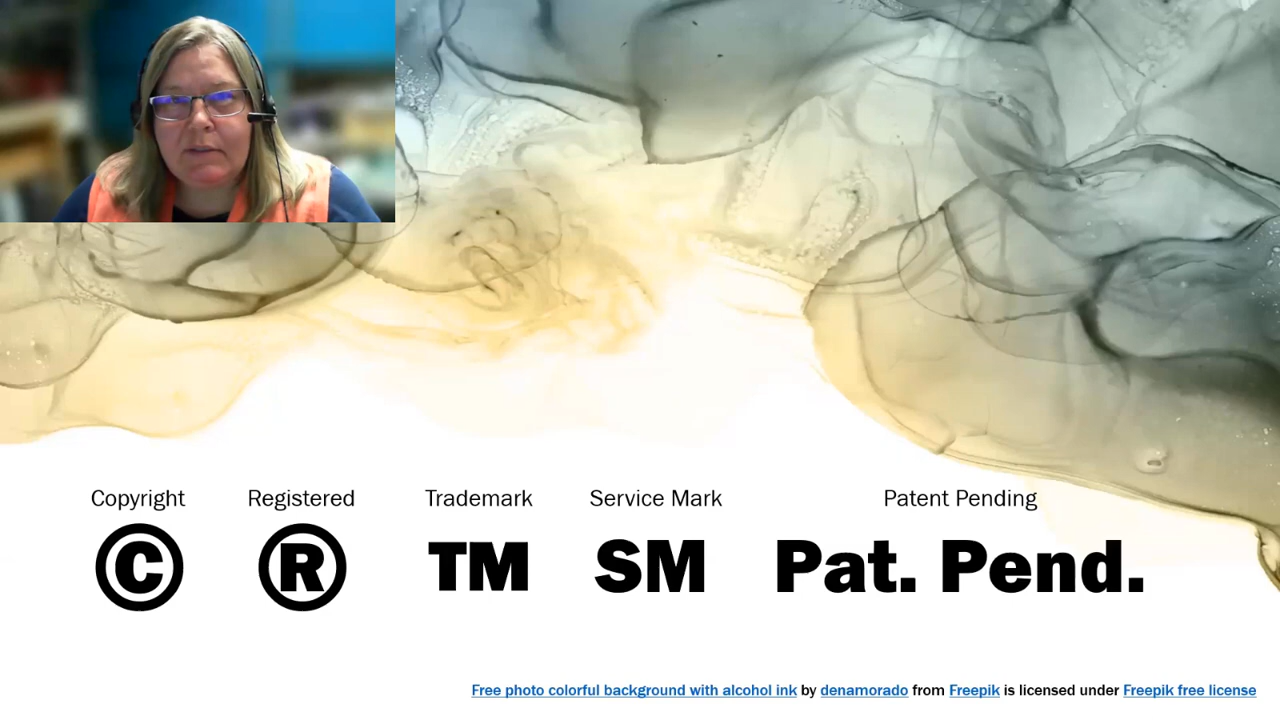 Copyright Registered Trademark Service Mark Patent Pending
© ® TM SM Pat. Pend.
Free photo colorful background with alcohol ink by denamorado from Freepik is licensed under Freepik free license